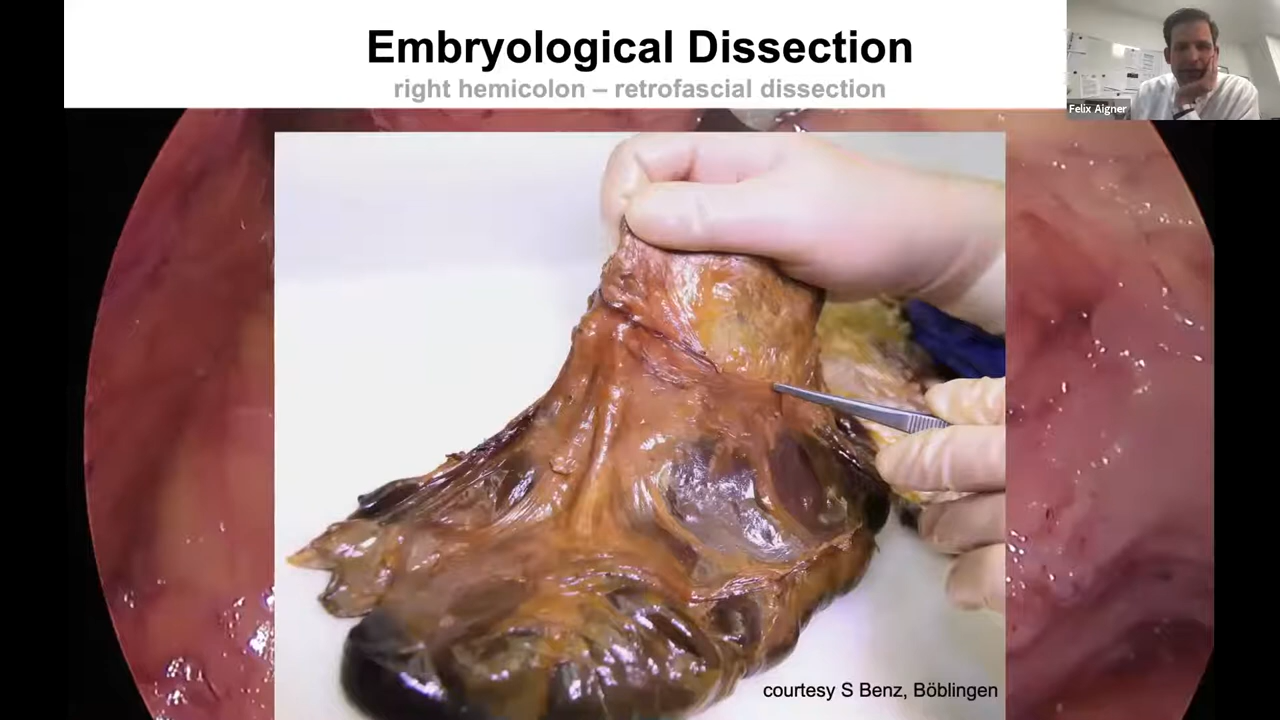 Embryological Dissection
right hemicolon – retrofascial dissection
Felix Aigner
courtesy S Benz, Böblingen